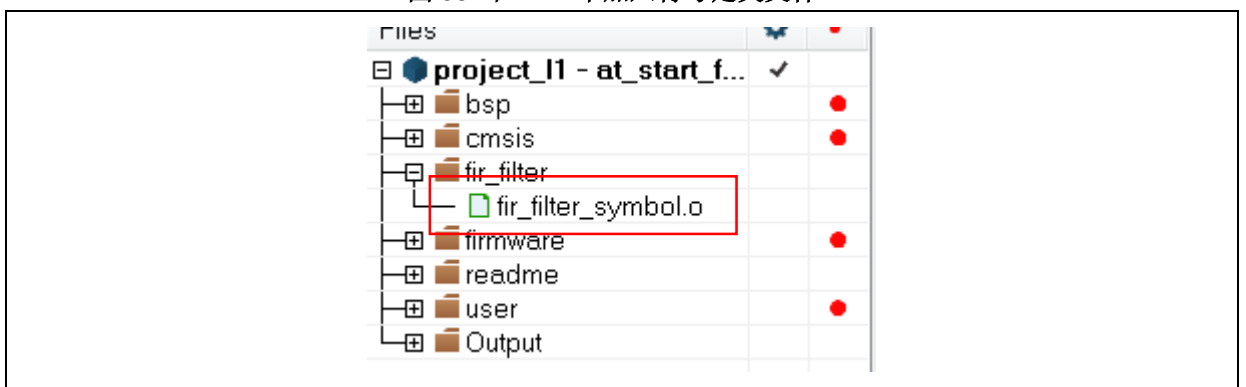 Files
project_l1 - at_start_f...
bsp
cmsis
fir_filter
fir_filter_symbol.o
firmware
readme
user
Output